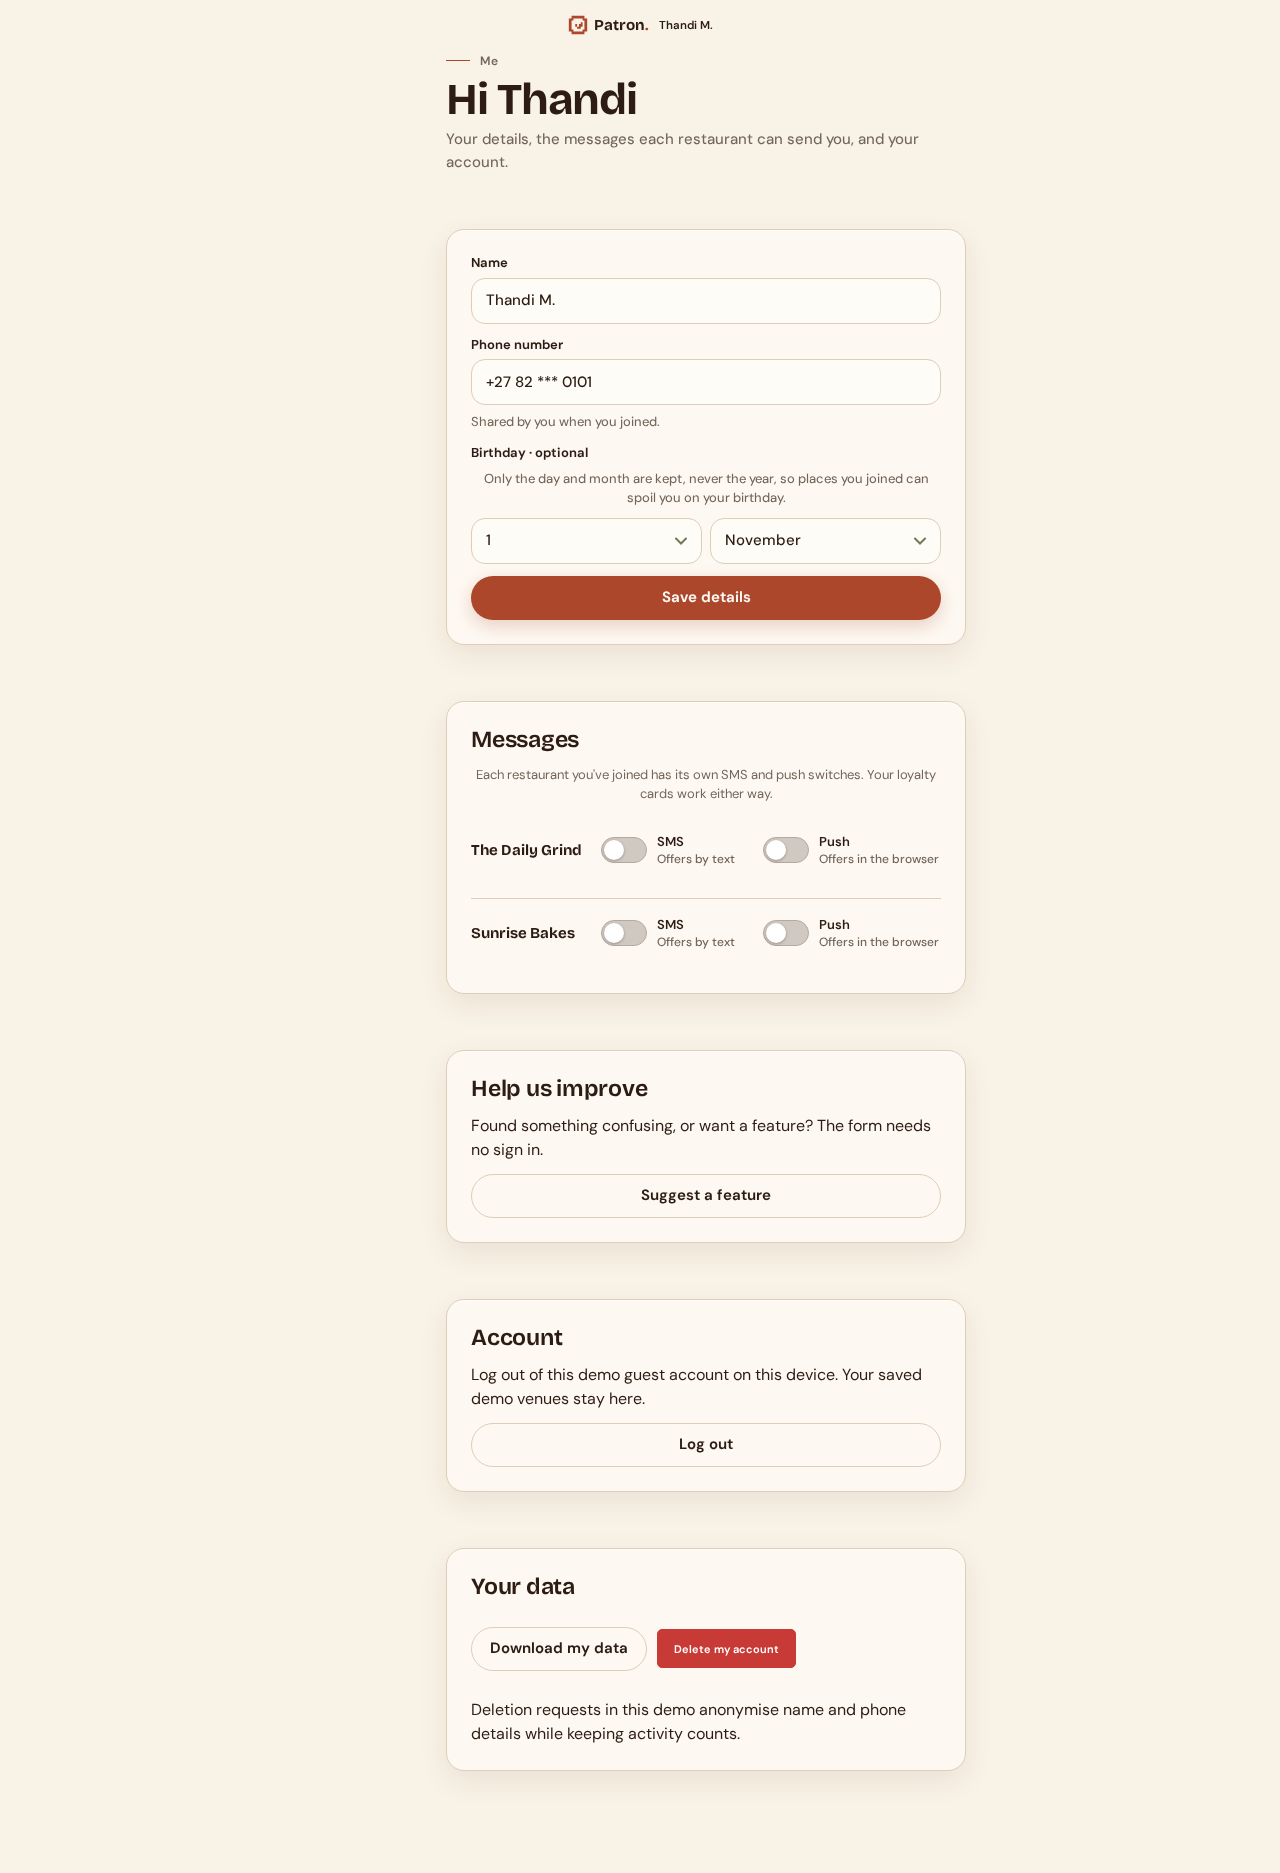 Patron. Thandi M.
Me
Hi Thandi
Your details, the messages each restaurant can send you, and your
account.
Name
Thandi M.
Phone number
+27 82 *** 0101
Shared by you when you joined.
Birthday · optional
Only the day and month are kept, never the year, so places you joined can
spoil you on your birthday.
1 November
Save details
Messages
Each restaurant you've joined has its own SMS and push switches. Your loyalty
cards work either way.
The Daily Grind SMS Push
Offers by text Offers in the browser
Sunrise Bakes SMS Push
Offers by text Offers in the browser
Help us improve
Found something confusing, or want a feature? The form needs
no sign in.
Suggest a feature
Account
Log out of this demo guest account on this device. Your saved
demo venues stay here.
Log out
Your data
Download my data Delete my account
Deletion requests in this demo anonymise name and phone
details while keeping activity counts.